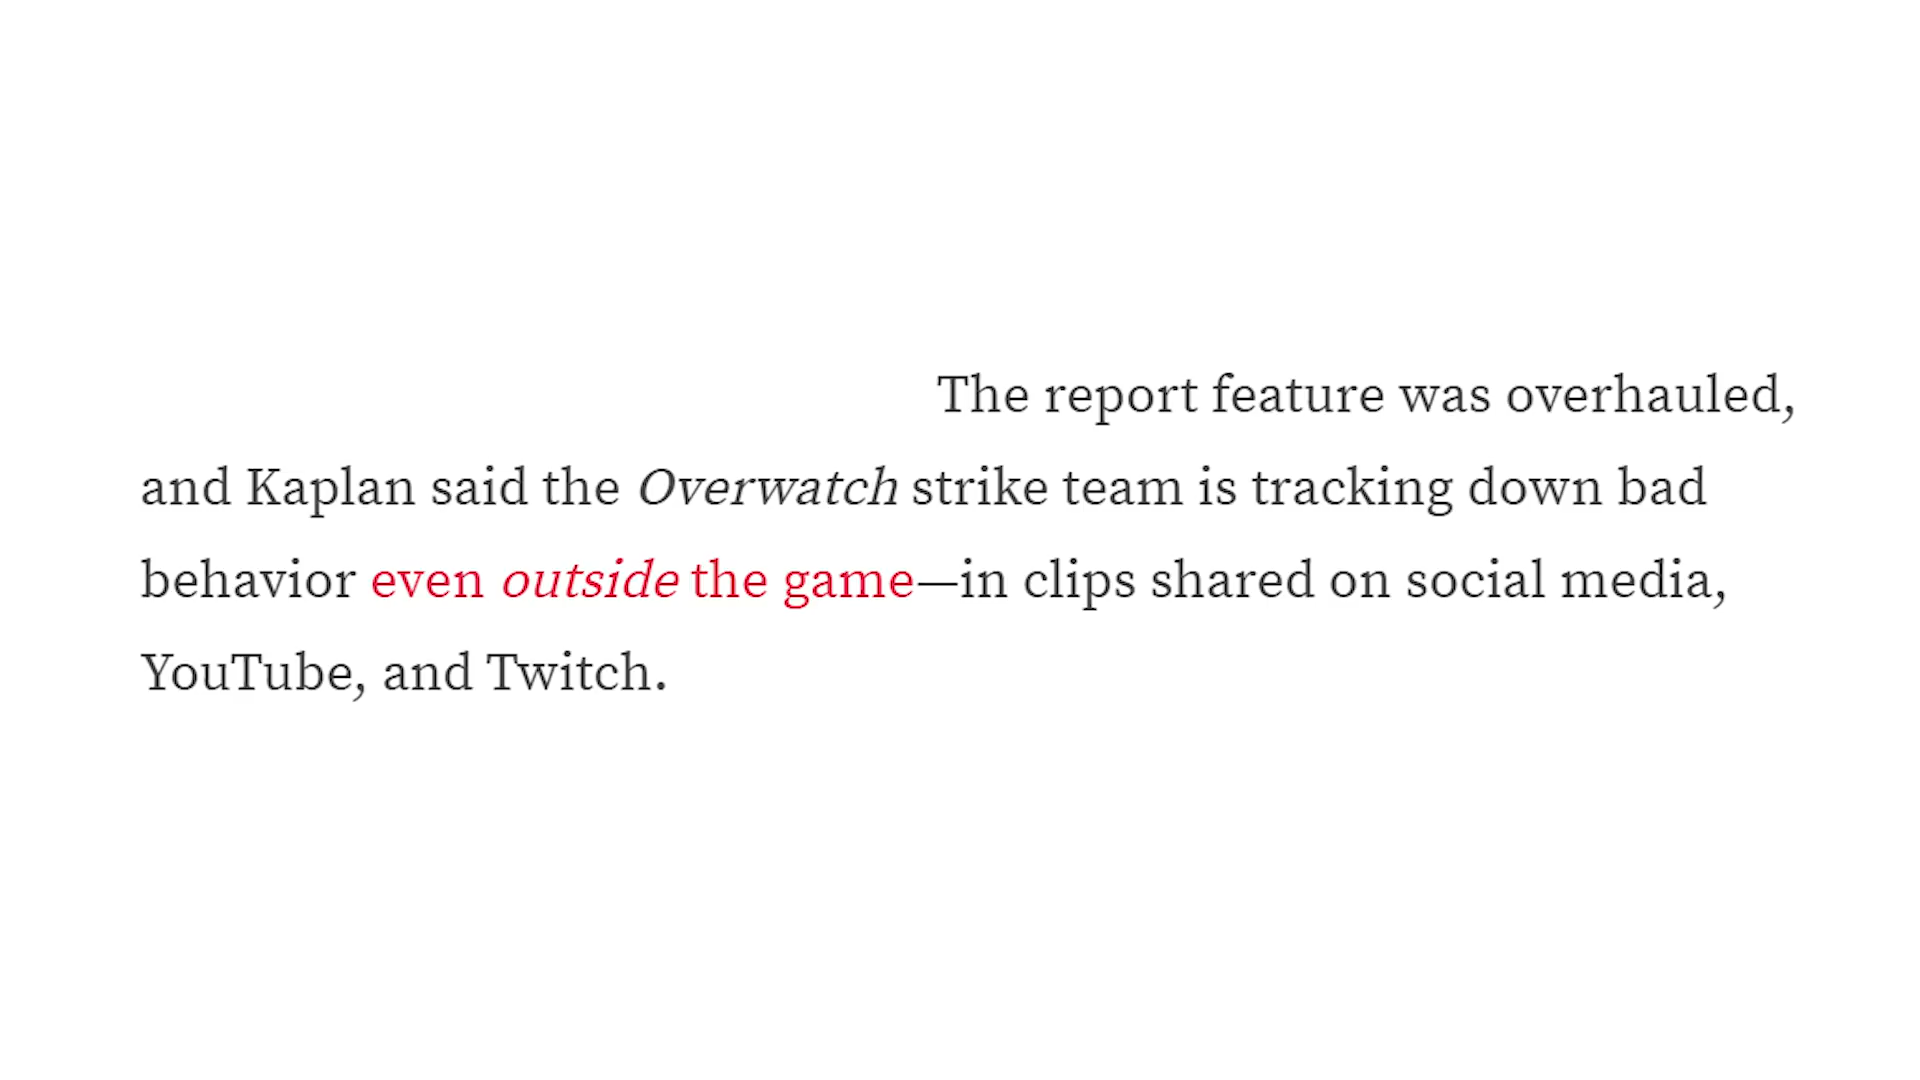 The report feature was overhauled,
and Kaplan said the Overwatch strike team is tracking down bad
behavior even outside the game—in clips shared on social media,
YouTube, and Twitch.